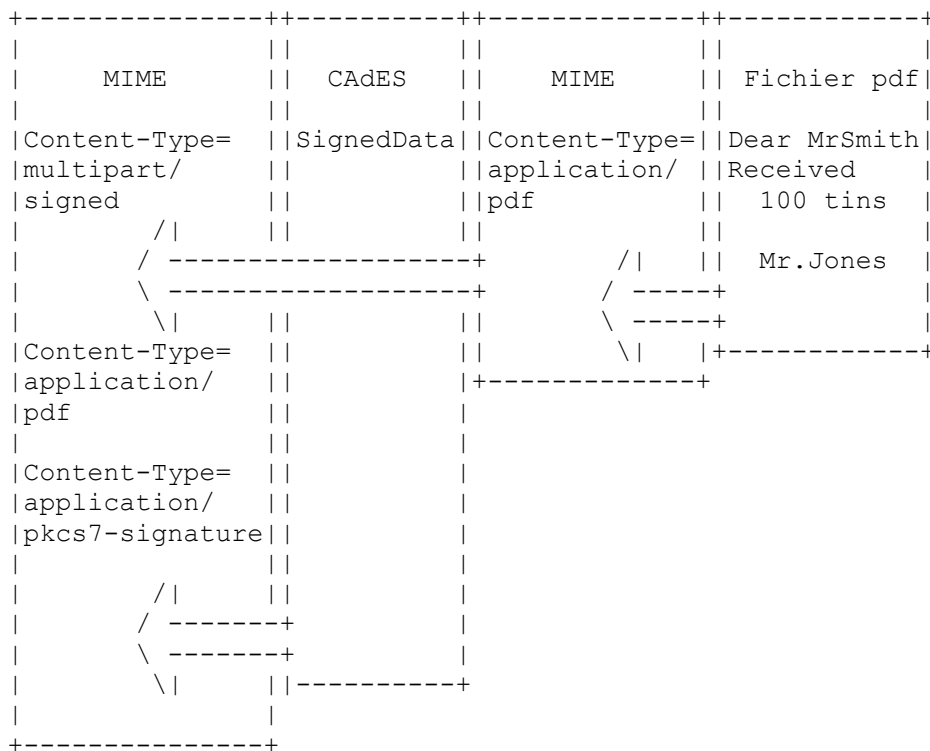 +---------------++----------++-------------++------------+
|               ||          ||             ||            |
|      MIME     ||  CAdES   ||    MIME     || Fichier pdf|
|               ||          ||             ||            |
|Content-Type=  ||SignedData||Content-Type=||Dear MrSmith|
|multipart/     ||          ||application/ ||Received    |
|signed         ||          ||pdf          ||  100 tins  |
|        /|     ||          ||             ||            |
|       / -------------------+        /|   ||  Mr.Jones  |
|       \ -------------------+       / -----+            |
|        \|     ||          ||       \ -----+            |
|Content-Type=  ||          ||        \|   |+------------+
|application/   ||          |+-------------+
|pdf            ||          |
|               ||          |
|Content-Type=  ||          |
|application/   ||          |
|pkcs7-signature||          |
|               ||          |
|        /|     ||          |
|       / -------+          |
|       \ -------+          |
|        \|     ||----------+
|               |
+---------------+